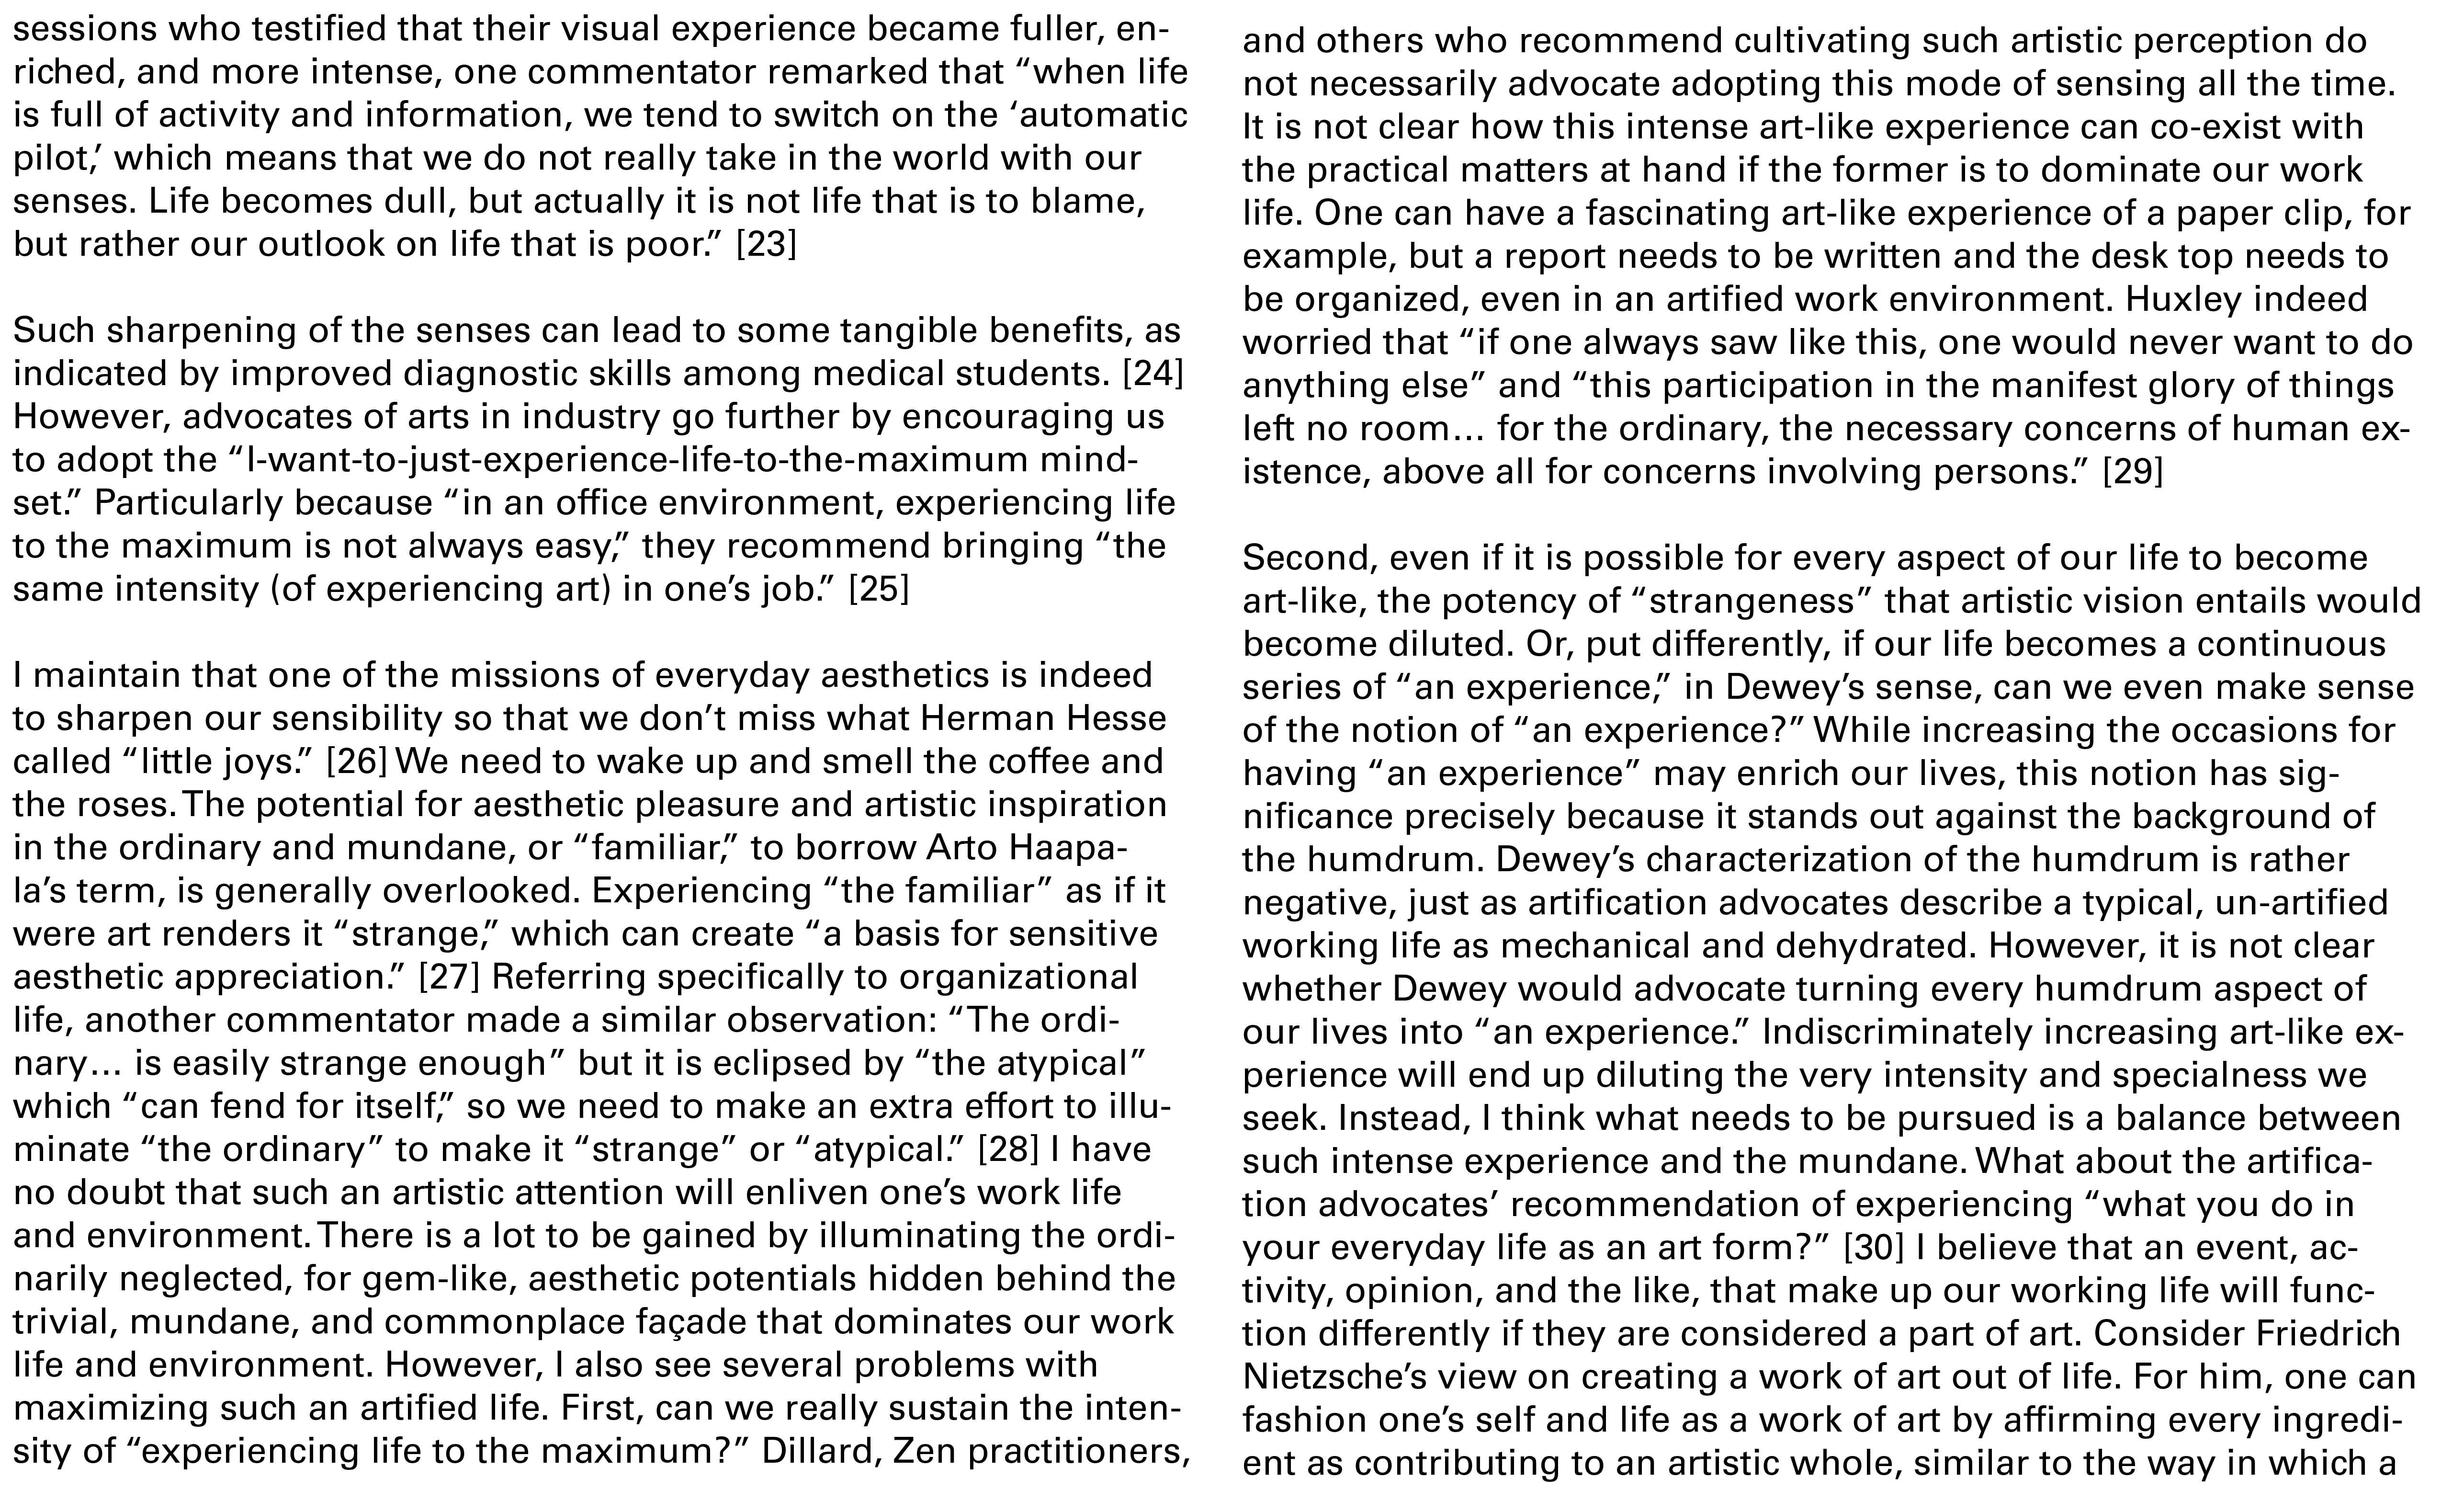 sessions who testified that their visual experience became fuller, en-
riched, and more intense, one commentator remarked that “when life
is full of activity and information, we tend to switch on the ‘automatic
pilot,’ which means that we do not really take in the world with our
senses. Life becomes dull, but actually it is not life that is to blame,
but rather our outlook on life that is poor.” [23]

Such sharpening of the senses can lead to some tangible benefits, as
indicated by improved diagnostic skills among medical students. [24]
However, advocates of arts in industry go further by encouraging us
to adopt the “I-want-to-just-experience-life-to-the-maximum mind-
set.” Particularly because “in an office environment, experiencing life
to the maximum is not always easy,” they recommend bringing “the
same intensity (of experiencing art) in one’s job.” [25]

I maintain that one of the missions of everyday aesthetics is indeed
to sharpen our sensibility so that we don’t miss what Herman Hesse
called “little joys.” [26] We need to wake up and smell the coffee and
the roses. The potential for aesthetic pleasure and artistic inspiration
in the ordinary and mundane, or “familiar,” to borrow Arto Haapa-
la’s term, is generally overlooked. Experiencing “the familiar” as if it
were art renders it “strange,” which can create “a basis for sensitive
aesthetic appreciation.” [27] Referring specifically to organizational
life, another commentator made a similar observation: “The ordi-
nary… is easily strange enough” but it is eclipsed by “the atypical”
which “can fend for itself,” so we need to make an extra effort to illu-
minate “the ordinary” to make it “strange” or “atypical.” [28] I have
no doubt that such an artistic attention will enliven one’s work life
and environment. There is a lot to be gained by illuminating the ordi-
narily neglected, for gem-like, aesthetic potentials hidden behind the
trivial, mundane, and commonplace façade that dominates our work
life and environment. However, I also see several problems with
maximizing such an artified life. First, can we really sustain the inten-
sity of “experiencing life to the maximum?” Dillard, Zen practitioners,
and others who recommend cultivating such artistic perception do
not necessarily advocate adopting this mode of sensing all the time.
It is not clear how this intense art-like experience can co-exist with
the practical matters at hand if the former is to dominate our work
life. One can have a fascinating art-like experience of a paper clip, for
example, but a report needs to be written and the desk top needs to
be organized, even in an artified work environment. Huxley indeed
worried that “if one always saw like this, one would never want to do
anything else” and “this participation in the manifest glory of things
left no room… for the ordinary, the necessary concerns of human ex-
istence, above all for concerns involving persons.” [29]

Second, even if it is possible for every aspect of our life to become
art-like, the potency of “strangeness” that artistic vision entails would
become diluted. Or, put differently, if our life becomes a continuous
series of “an experience,” in Dewey’s sense, can we even make sense
of the notion of “an experience?” While increasing the occasions for
having “an experience” may enrich our lives, this notion has sig-
nificance precisely because it stands out against the background of
the humdrum. Dewey’s characterization of the humdrum is rather
negative, just as artification advocates describe a typical, un-artified
working life as mechanical and dehydrated. However, it is not clear
whether Dewey would advocate turning every humdrum aspect of
our lives into “an experience.” Indiscriminately increasing art-like ex-
perience will end up diluting the very intensity and specialness we
seek. Instead, I think what needs to be pursued is a balance between
such intense experience and the mundane. What about the artifica-
tion advocates’ recommendation of experiencing “what you do in
your everyday life as an art form?” [30] I believe that an event, ac-
tivity, opinion, and the like, that make up our working life will func-
tion differently if they are considered a part of art. Consider Friedrich
Nietzsche’s view on creating a work of art out of life. For him, one can
fashion one’s self and life as a work of art by affirming every ingredi-
ent as contributing to an artistic whole, similar to the way in which a